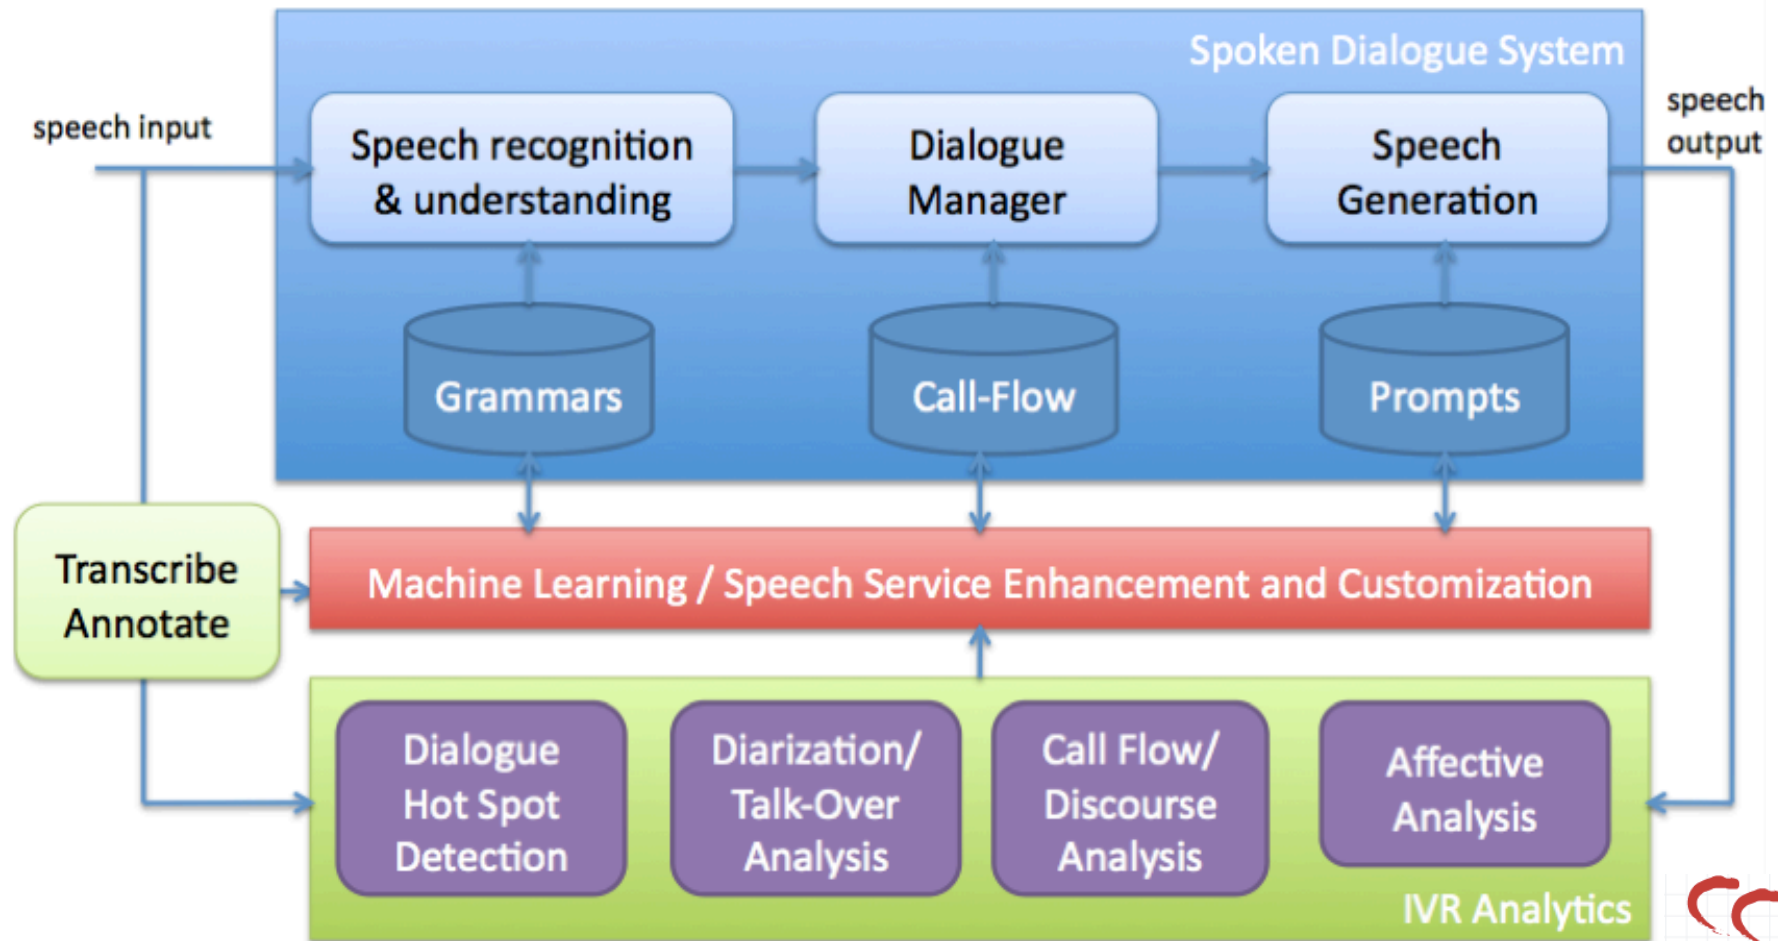 Spoken Dialogue System
speech input
Speech recognition
& understanding
Dialogue
Manager
Speech
Generation
speech
output
Grammars
Call-Flow
Prompts
Transcribe
Annotate
Machine Learning / Speech Service Enhancement and Customization
Dialogue
Hot Spot
Detection
Diarization/
Talk-Over
Analysis
Call Flow/
Discourse
Analysis
Affective
Analysis
IVR Analytics